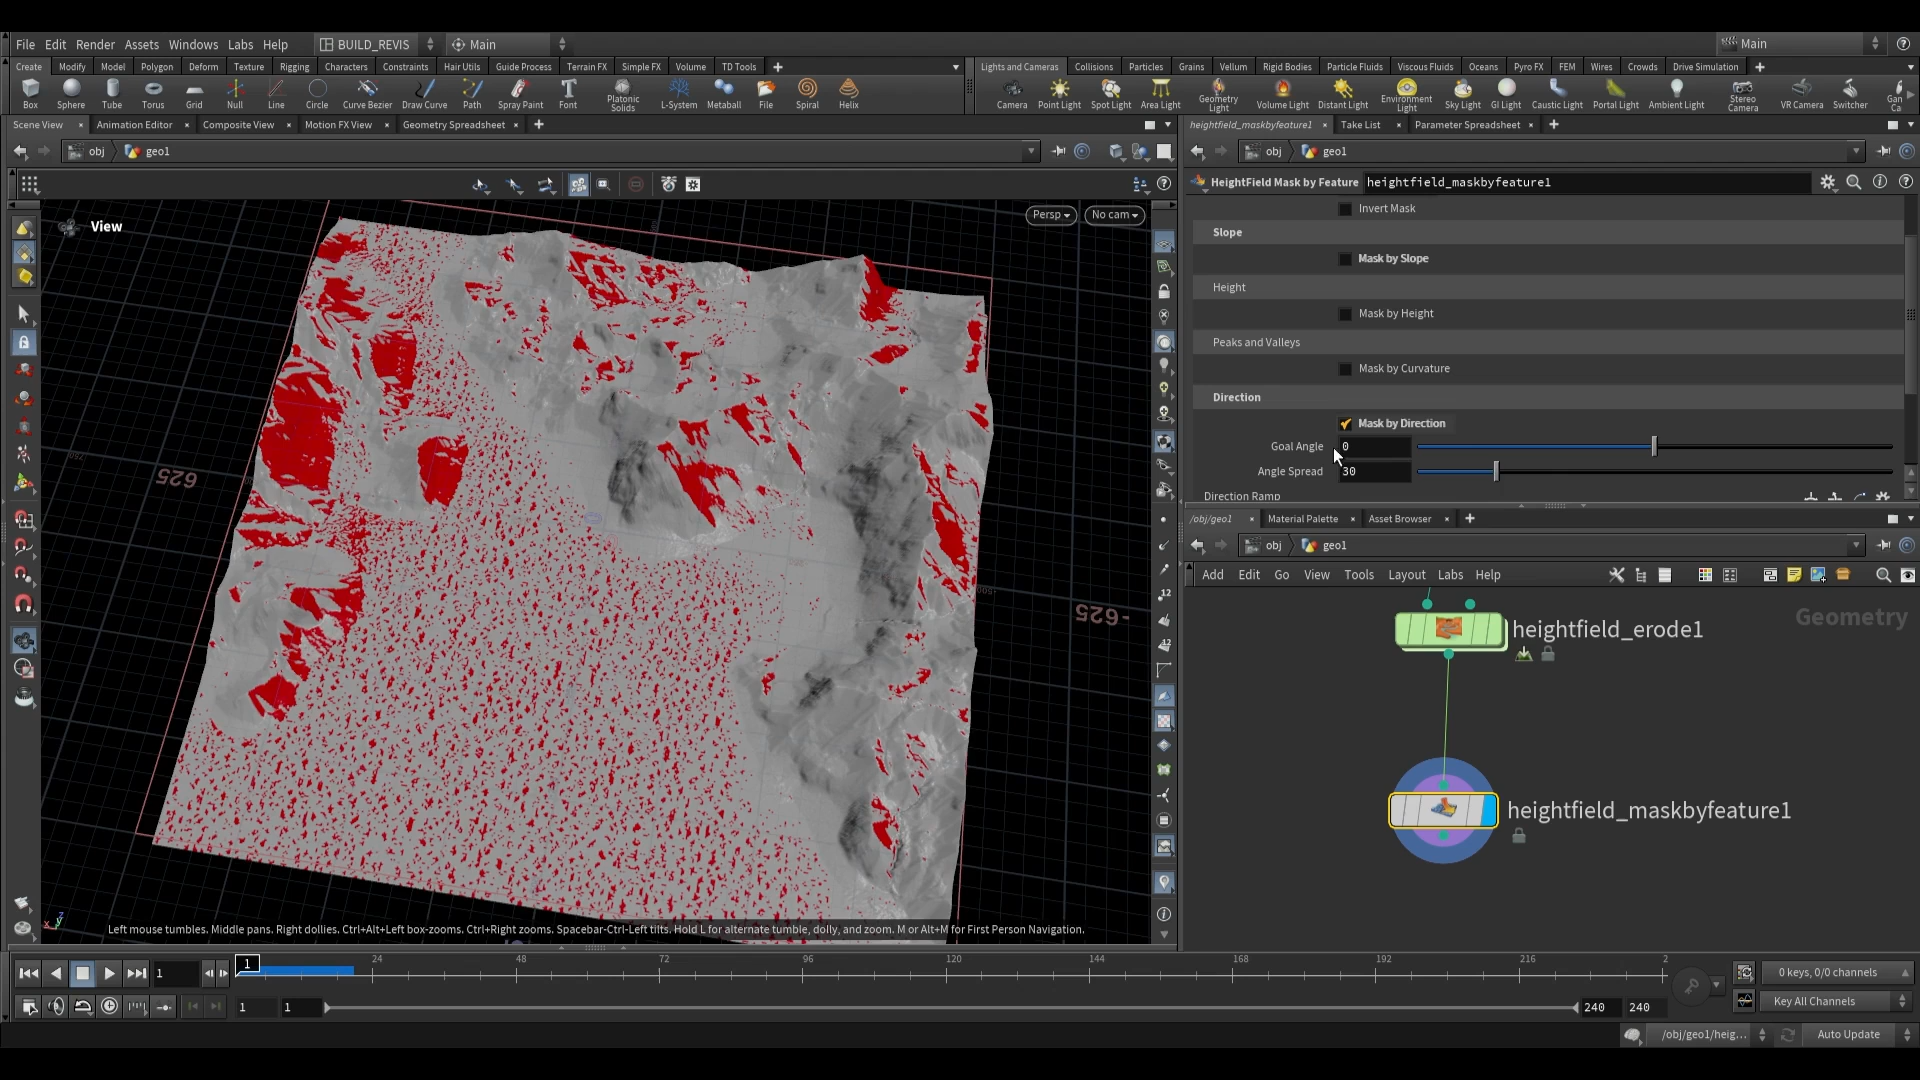 File Edit Render Assets Windows Labs Help BUILD_REVIS Main Main
Create Modify Model Polygon Deform Texture Rigging Characters Constraints Hair Utils Guide Process Terrain FX Simple FX Volume TD Tools
Lights and Cameras Collisions Particles Grains Vellum Rigid Bodies Particle Fluids Viscous Fluids Oceans Pyro FX FEM Wires Crowds Drive Simulation
Box Sphere Tube Torus Grid Null Line Circle Curve Bezier Draw Curve Path Spray Paint Font Platonic Solids L-System Metaball File Spiral Helix
Camera Point Light Spot Light Area Light Geometry Light Volume Light Distant Light Environment Light Sky Light GI Light Caustic Light Portal Light Ambient Light Stereo Camera VR Camera Switcher Gan Ca
Scene View Animation Editor Composite View Motion FX View Geometry Spreadsheet
heightfield_maskbyfeature1 Take List Parameter Spreadsheet
obj geo1
obj geo1
HeightField Mask by Feature heightfield_maskbyfeature1
View
Persp No cam
Invert Mask
Slope
Mask by Slope
Height
Mask by Height
Peaks and Valleys
Mask by Curvature
Direction
Mask by Direction
Goal Angle 0
Angle Spread 30
Direction Ramp
625
-625
/obj/geo1 Material Palette Asset Browser
obj geo1
Add Edit Go View Tools Layout Labs Help
Geometry
heightfield_erode1
heightfield_maskbyfeature1
Left mouse tumbles. Middle pans. Right dollies. Ctrl+Alt+Left box-zooms. Ctrl+Right zooms. Spacebar-Ctrl-Left tilts. Hold L for alternate tumble, dolly, and zoom. M or Alt+M for First Person Navigation.
1 1 24 48 72 96 120 144 168 192 216 2
0 keys, 0/0 channels
1 1 240 240
Key All Channels
/obj/geo1/heig... Auto Update